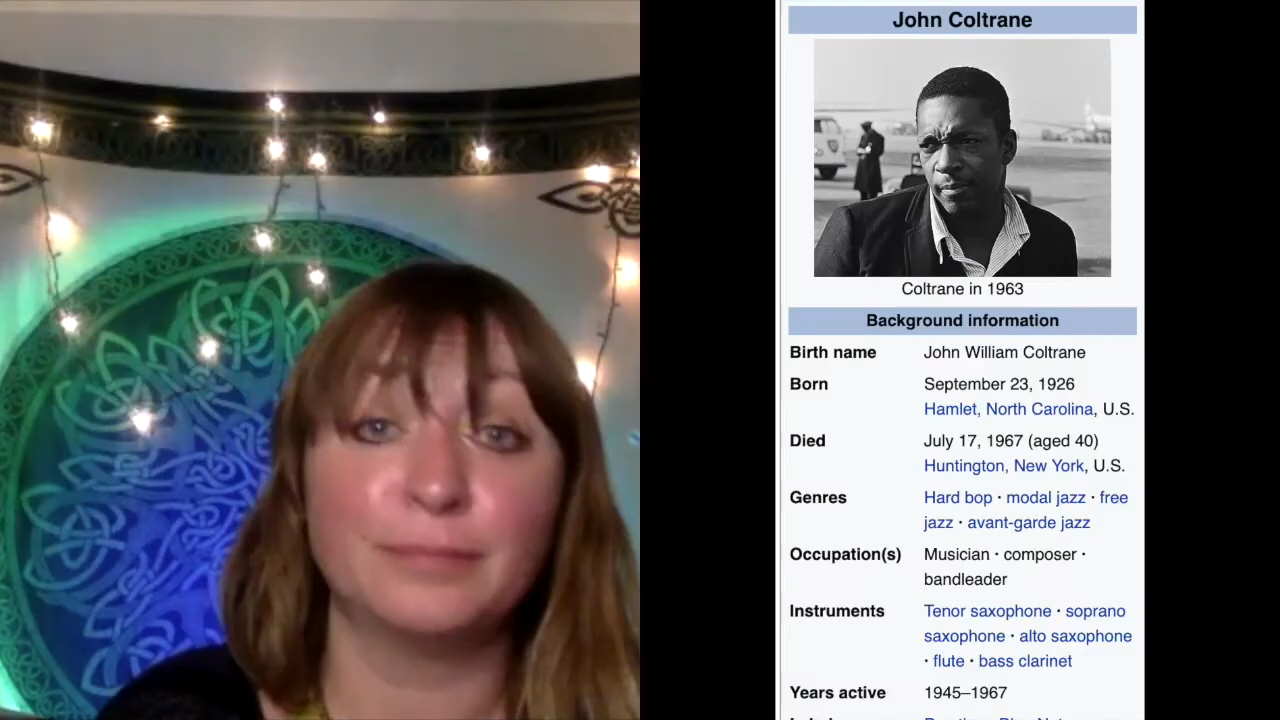 John Coltrane
Coltrane in 1963
Background information
Birth name John William Coltrane
Born September 23, 1926
Hamlet, North Carolina, U.S.
Died July 17, 1967 (aged 40)
Huntington, New York, U.S.
Genres Hard bop · modal jazz · free
jazz · avant-garde jazz
Occupation(s) Musician · composer ·
bandleader
Instruments Tenor saxophone · soprano
saxophone · alto saxophone
· flute · bass clarinet
Years active 1945–1967